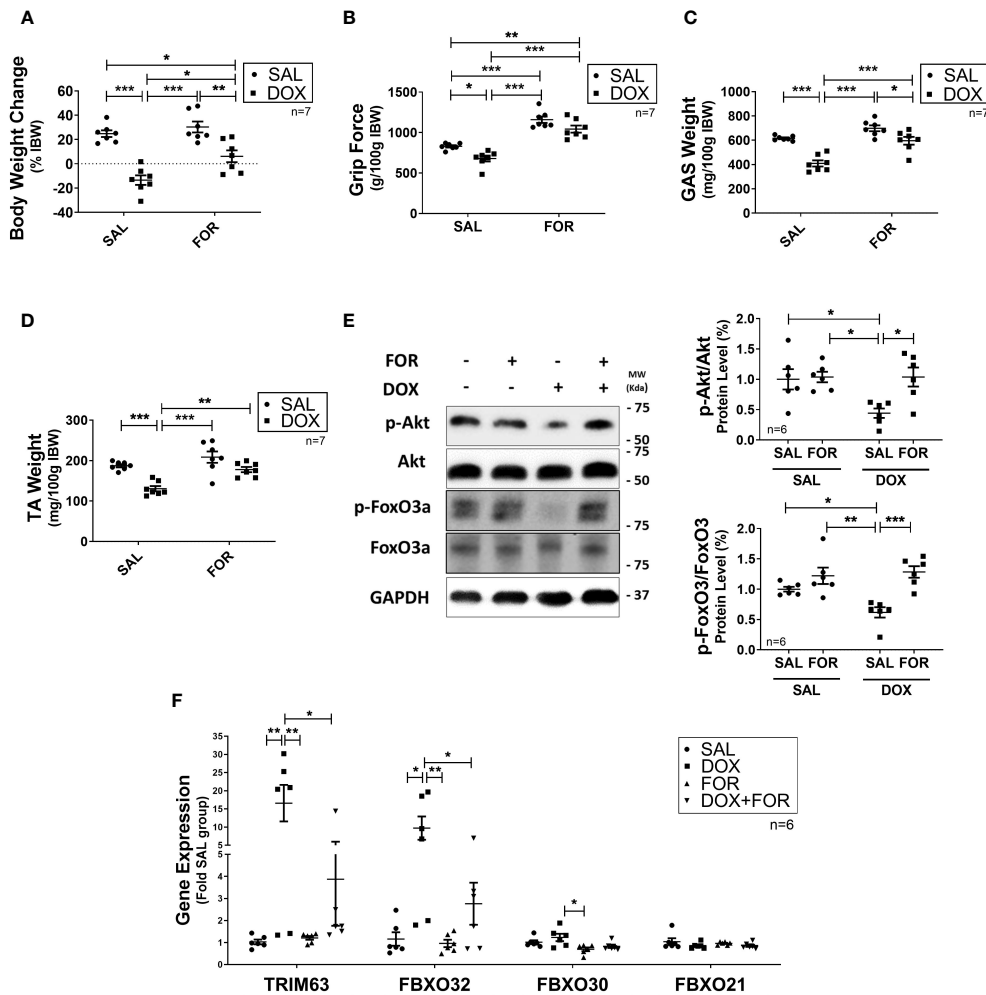 A
Body Weight Change
(% IBW)
60
40
20
0
-20
-40
SAL
FOR
*
*
***
***
**
SAL
DOX
n=7
B
Grip Force
(g/100g IBW)
1500
1000
500
0
SAL
FOR
**
***
***
*
***
SAL
DOX
n=7
C
GAS Weight
(mg/100g IBW)
1000
800
600
400
200
0
SAL
FOR
***
***
***
*
SAL
DOX
n=7
D
TA Weight
(mg/100g IBW)
300
200
100
0
SAL
FOR
**
***
***
SAL
DOX
n=7
E
FOR - + - +
DOX - - + +
MW
(Kda)
p-Akt
- 75
- 50
Akt
- 75
- 50
p-FoxO3a
- 75
FoxO3a
- 75
GAPDH
- 37
p-Akt/Akt
Protein Level (%)
2.0
1.5
1.0
0.5
0.0
*
*
*
n=6
SAL FOR SAL FOR
SAL DOX
p-FoxO3/FoxO3
Protein Level (%)
2.0
1.5
1.0
0.5
0.0
*
**
***
n=6
SAL FOR SAL FOR
SAL DOX
F
Gene Expression
(Fold SAL group)
35
30
25
20
15
10
5
5
4
3
2
1
0
*
** **
*
* **
*
TRIM63 FBXO32 FBXO30 FBXO21
SAL
DOX
FOR
DOX+FOR
n=6